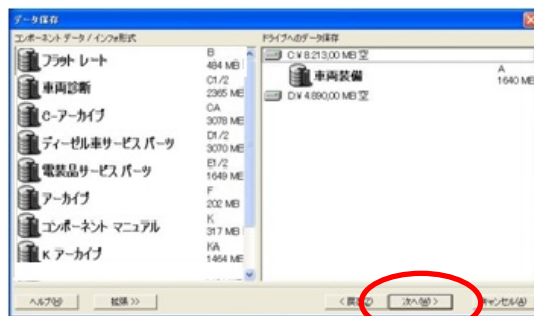 データ保存
コンポーネント データ / インフォ形式
ドライブへのデータ保存
フラット レート
B
484 MB
車両診断
C1/2
2365 MB
C-アーカイブ
CA
3078 MB
ディーゼル車サービス パーツ
D1/2
3070 ME
電装品サービス パーツ
E1/2
1649 ME
アーカイブ
F
202 MB
コンポーネント マニュアル
K
317 MB
K アーカイブ
KA
1464 ME
C:¥ 8.213,00 MB 空
車両装備
A
1640 ME
D:¥ 4.890,00 MB 空
ヘルプ(H)
拡張 >>
次へ(W) >
キャンセル(A)